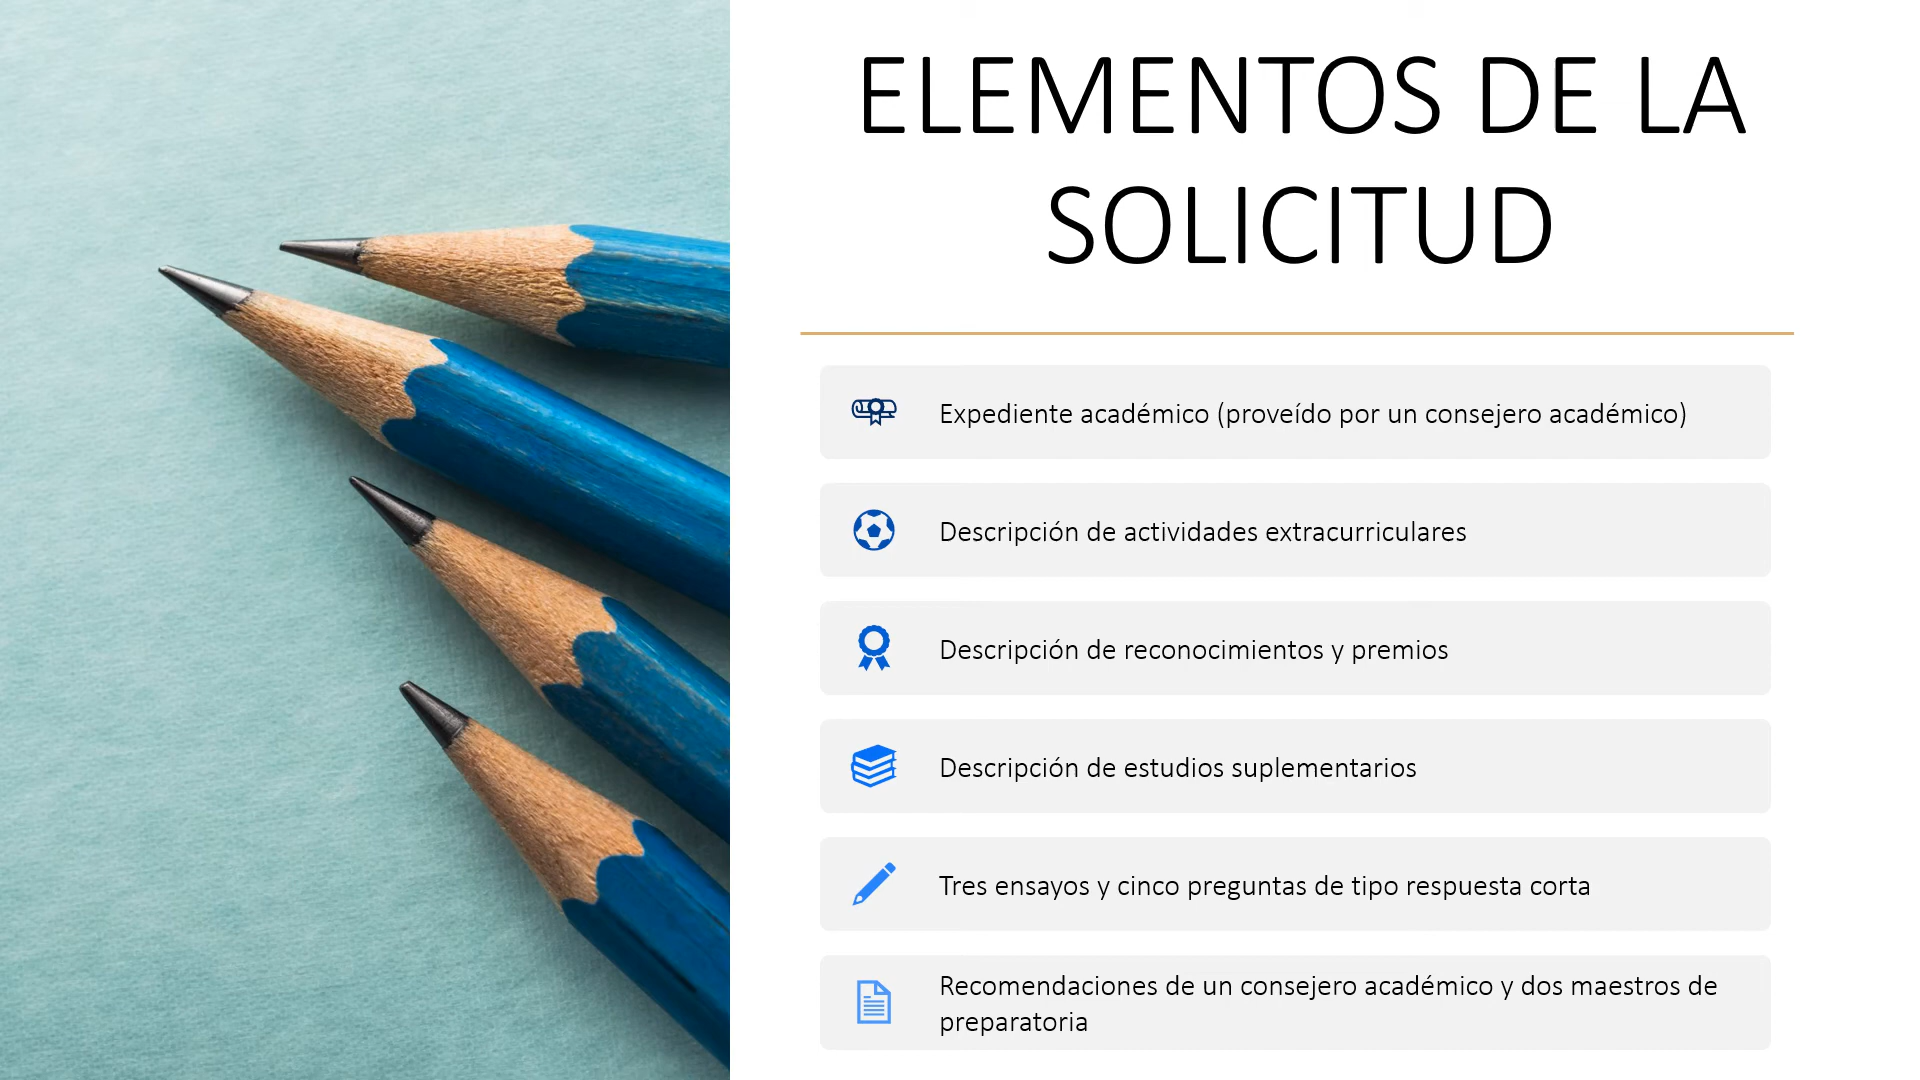 ELEMENTOS DE LA
SOLICITUD
Expediente académico (proveído por un consejero académico)
Descripción de actividades extracurriculares
Descripción de reconocimientos y premios
Descripción de estudios suplementarios
Tres ensayos y cinco preguntas de tipo respuesta corta
Recomendaciones de un consejero académico y dos maestros de
preparatoria